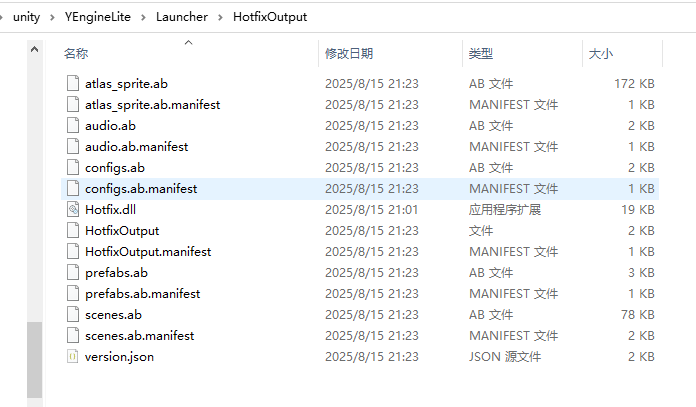 unity > YEngineLite > Launcher > HotfixOutput
名称 修改日期 类型 大小
atlas_sprite.ab 2025/8/15 21:23 AB 文件 172 KB
atlas_sprite.ab.manifest 2025/8/15 21:23 MANIFEST 文件 1 KB
audio.ab 2025/8/15 21:23 AB 文件 2 KB
audio.ab.manifest 2025/8/15 21:23 MANIFEST 文件 1 KB
configs.ab 2025/8/15 21:23 AB 文件 2 KB
configs.ab.manifest 2025/8/15 21:23 MANIFEST 文件 1 KB
Hotfix.dll 2025/8/15 21:01 应用程序扩展 19 KB
HotfixOutput 2025/8/15 21:23 文件 2 KB
HotfixOutput.manifest 2025/8/15 21:23 MANIFEST 文件 1 KB
prefabs.ab 2025/8/15 21:23 AB 文件 3 KB
prefabs.ab.manifest 2025/8/15 21:23 MANIFEST 文件 1 KB
scenes.ab 2025/8/15 21:23 AB 文件 78 KB
scenes.ab.manifest 2025/8/15 21:23 MANIFEST 文件 2 KB
version.json 2025/8/15 21:23 JSON 源文件 2 KB